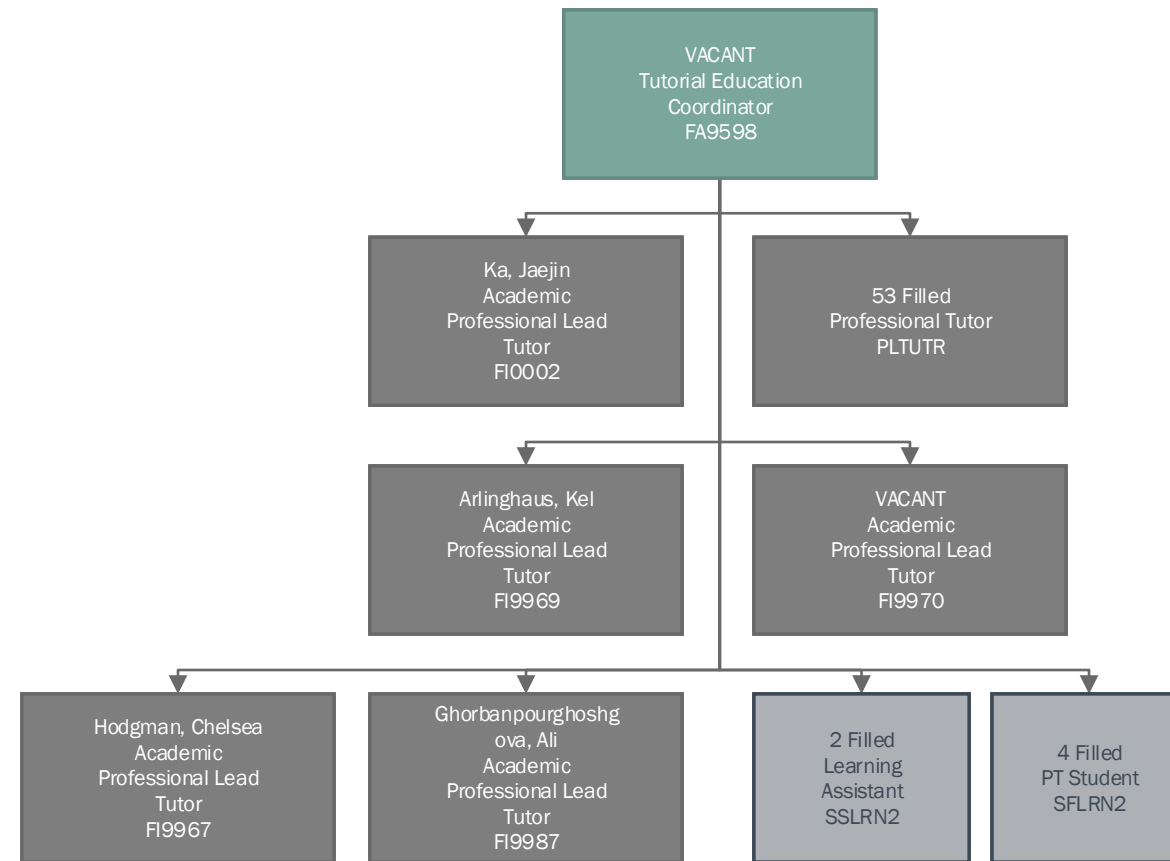 VACANT
Tutorial Education
Coordinator
FA9598
Ka, Jaejin
Academic
Professional Lead
Tutor
FI0002
53 Filled
Professional Tutor
PLTUTR
Arlinghaus, Kel
Academic
Professional Lead
Tutor
FI9969
VACANT
Academic
Professional Lead
Tutor
FI9970
Hodgman, Chelsea
Academic
Professional Lead
Tutor
FI9967
Ghorbanpourghoshg
ova, Ali
Academic
Professional Lead
Tutor
FI9987
2 Filled
Learning
Assistant
SSLRN2
4 Filled
PT Student
SFLRN2